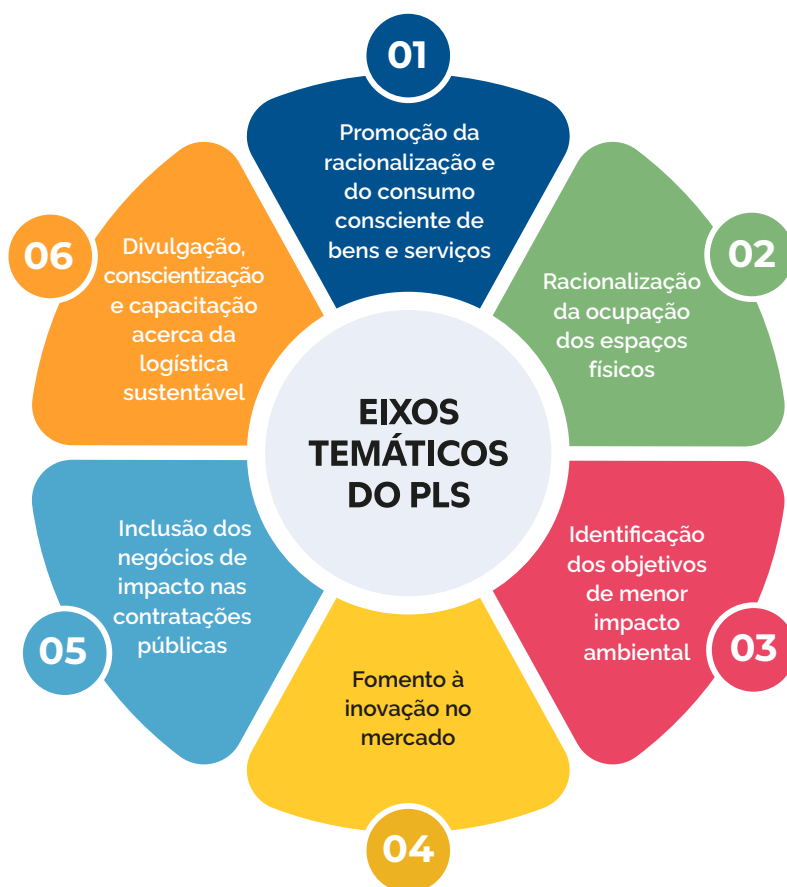 01
Promoção da
racionalização e
do consumo
consciente de
bens e serviços
02
Racionalização
da ocupação
dos espaços
físicos
03
Identificação
dos objetivos
de menor
impacto
ambiental
04
Fomento à
inovação no
mercado
05
Inclusão dos
negócios de
impacto nas
contratações
públicas
06
Divulgação,
conscientização
e capacitação
acerca da
logística
sustentável
EIXOS
TEMÁTICOS
DO PLS